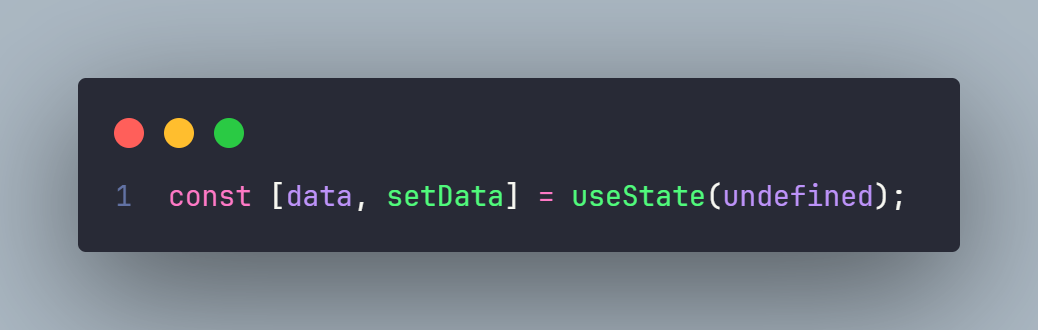 1 const [data, setData] = useState(undefined);